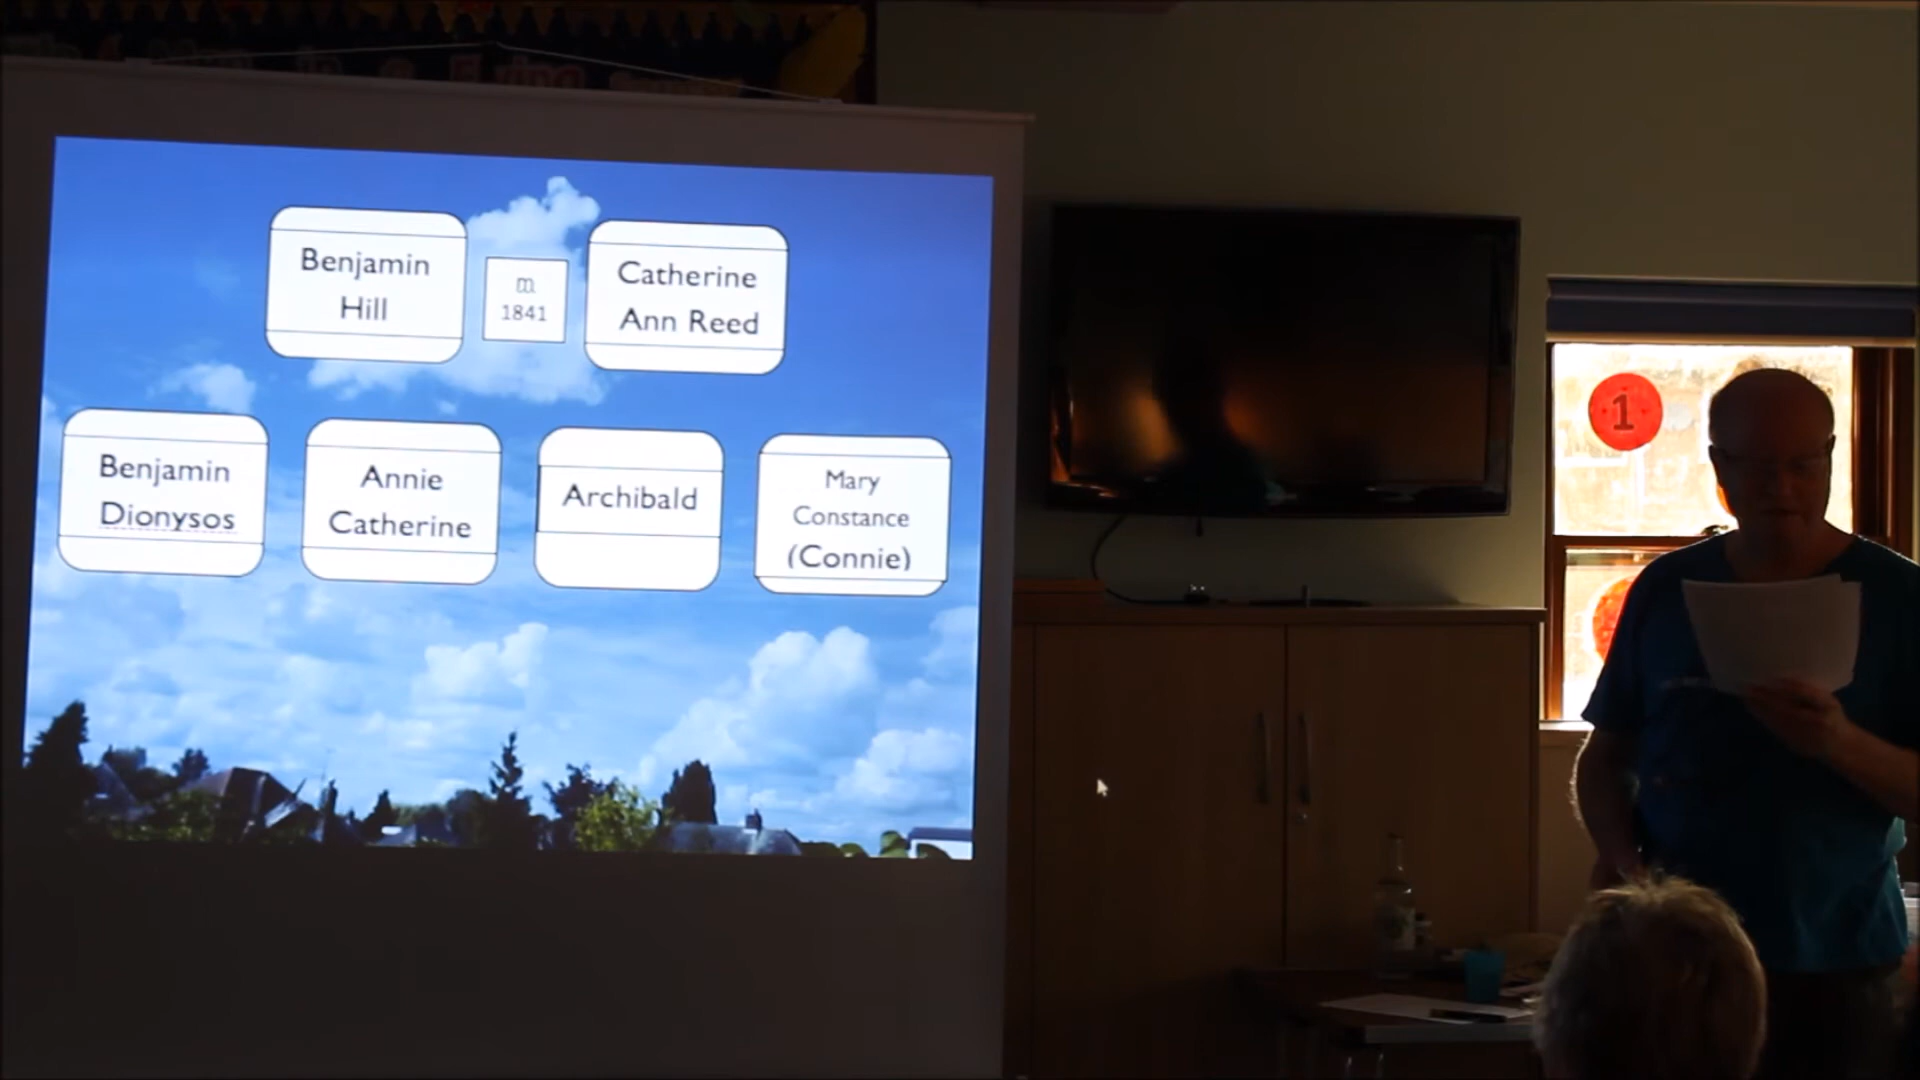 Benjamin
Hill
m.
1841
Catherine
Ann Reed
Benjamin
Dionysos
Annie
Catherine
Archibald
Mary
Constance
(Connie)
1